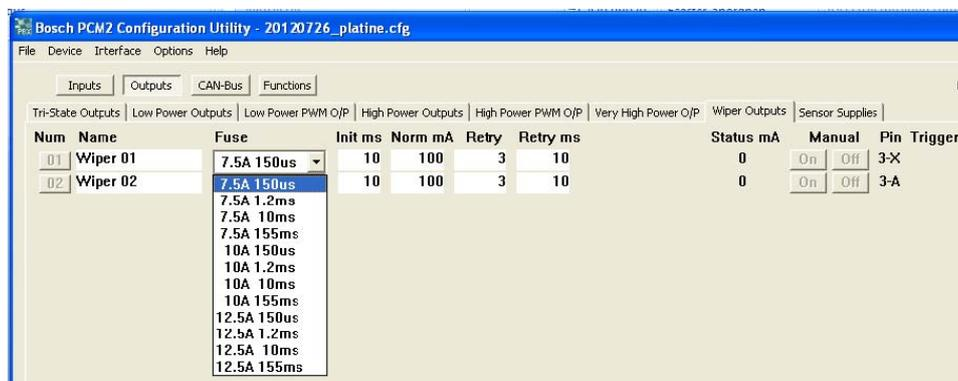 Bosch PCM2 Configuration Utility - 20120726_platine.cfg
File Device Interface Options Help
Inputs Outputs CAN-Bus Functions
Tri-State Outputs Low Power Outputs Low Power PWM O/P High Power Outputs High Power PWM O/P Very High Power O/P Wiper Outputs Sensor Supplies
Num Name Fuse Init ms Norm mA Retry Retry ms Status mA Manual Pin Trigger
01 Wiper 01 7.5A 150us 10 100 3 10 0 On Off 3-X
02 Wiper 02 7.5A 150us 10 100 3 10 0 On Off 3-A
7.5A 1.2ms
7.5A 10ms
7.5A 155ms
10A 150us
10A 1.2ms
10A 10ms
10A 155ms
12.5A 150us
12.5A 1.2ms
12.5A 10ms
12.5A 155ms